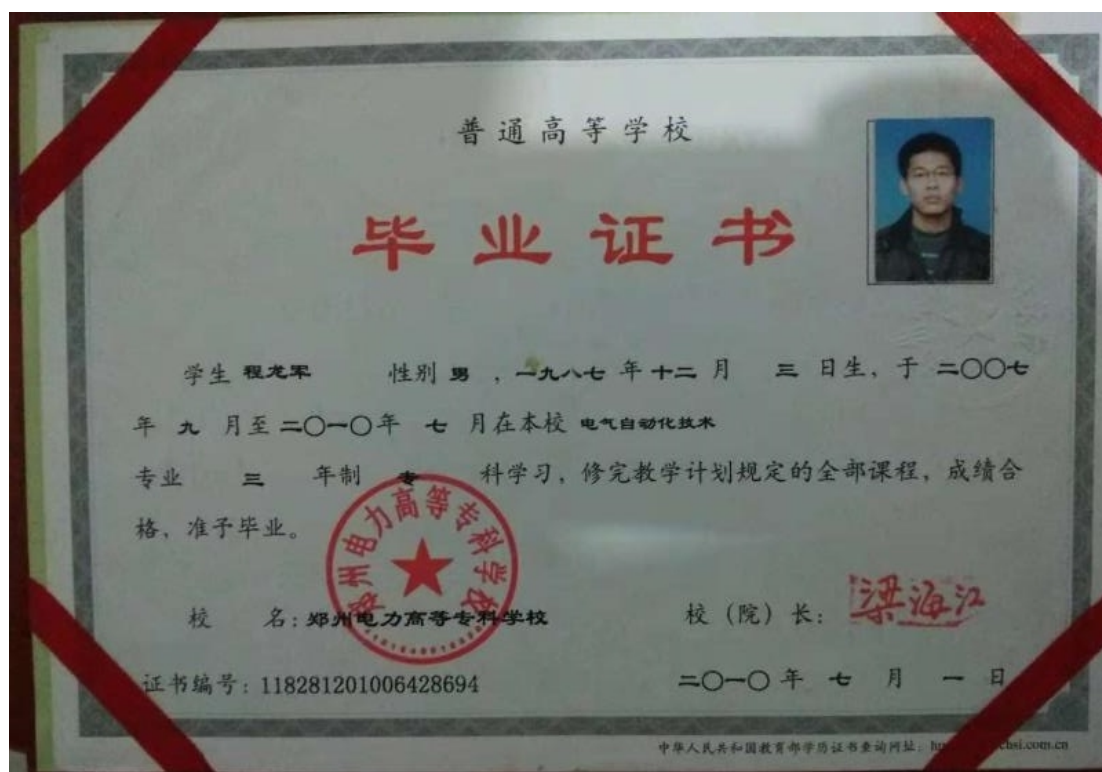 普通高等学校
毕业证书
学生 程龙军 性别 男 ，一九八七 年 十二 月 三 日生，于 二〇〇七
年 九 月至 二〇一〇 年 七 月在本校 电气自动化技术
专业 三 年制 专 科学习，修完教学计划规定的全部课程，成绩合
格，准予毕业。
郑州电力高等专科学校
校 名：郑州电力高等专科学校 校（院）长：梁海江
证书编号：118281201006428694 二〇一〇 年 七 月 一 日
中华人民共和国教育部学历证书查询网址：chsi.com.cn